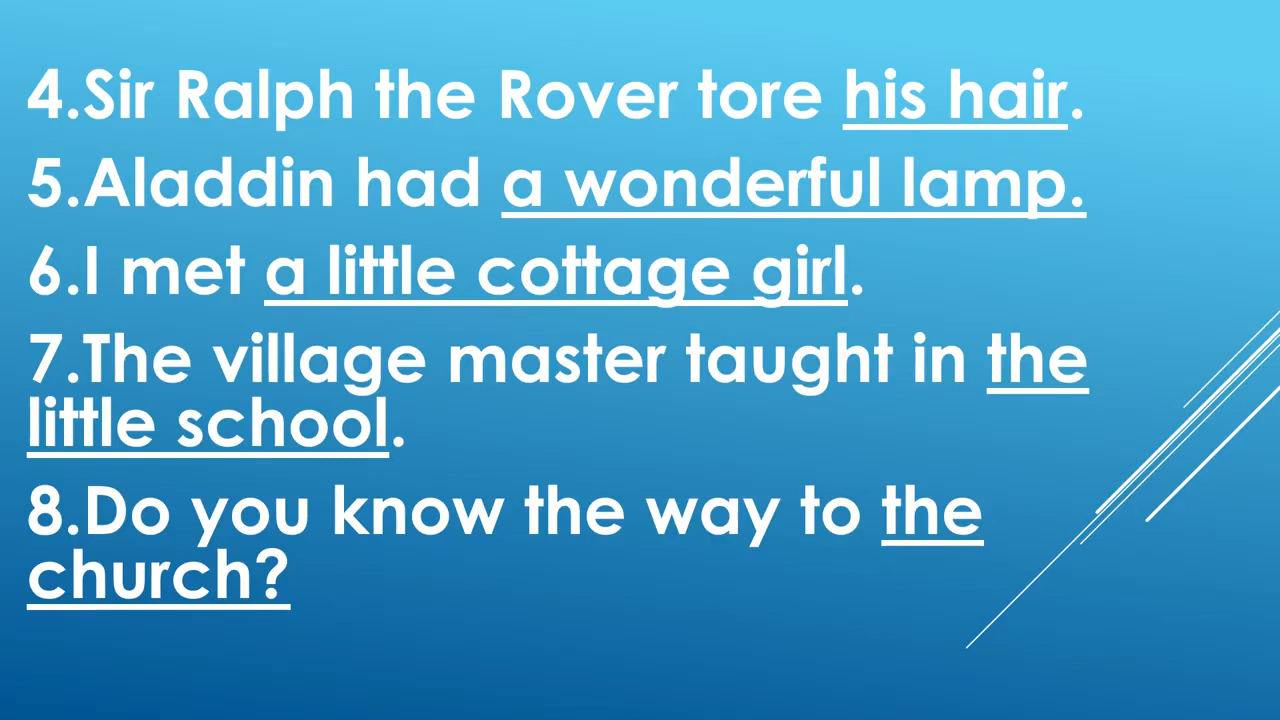 4.Sir Ralph the Rover tore his hair.
5.Aladdin had a wonderful lamp.
6.I met a little cottage girl.
7.The village master taught in the
little school.
8.Do you know the way to the
church?